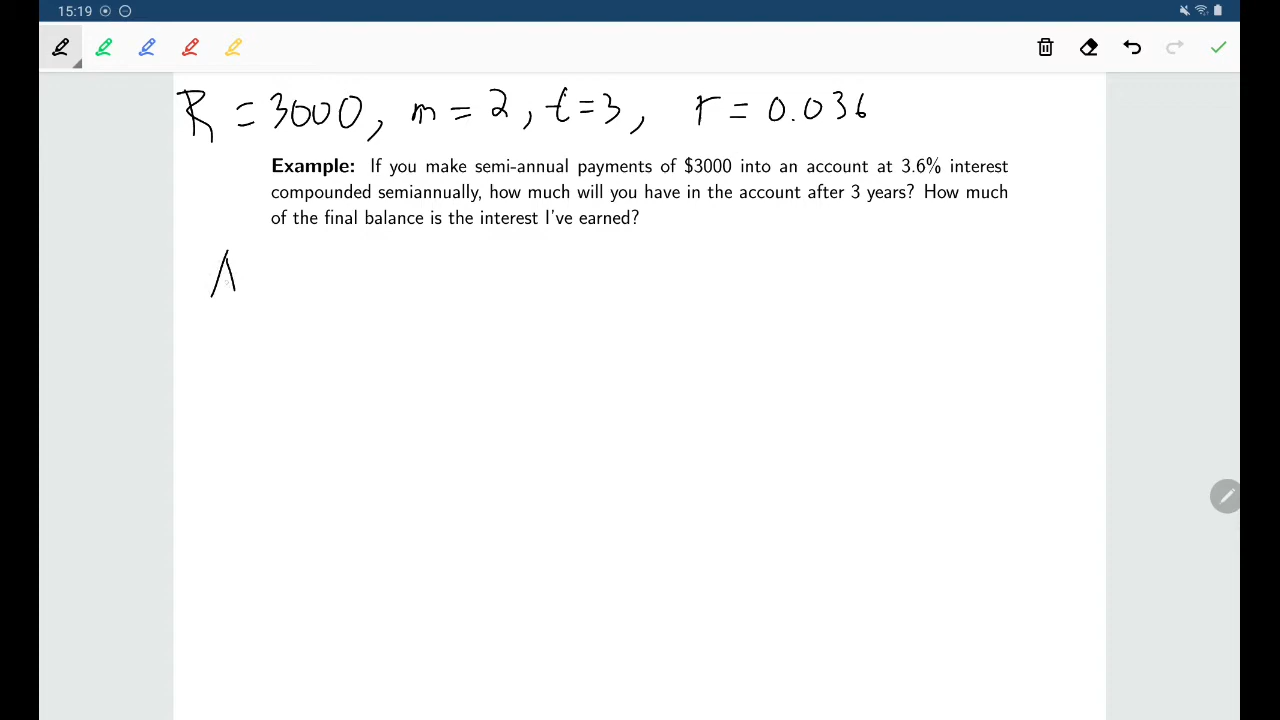 15:19
R = 3000, m = 2, t = 3, r = 0.036
Example: If you make semi-annual payments of $3000 into an account at 3.6% interest
compounded semiannually, how much will you have in the account after 3 years? How much
of the final balance is the interest I've earned?